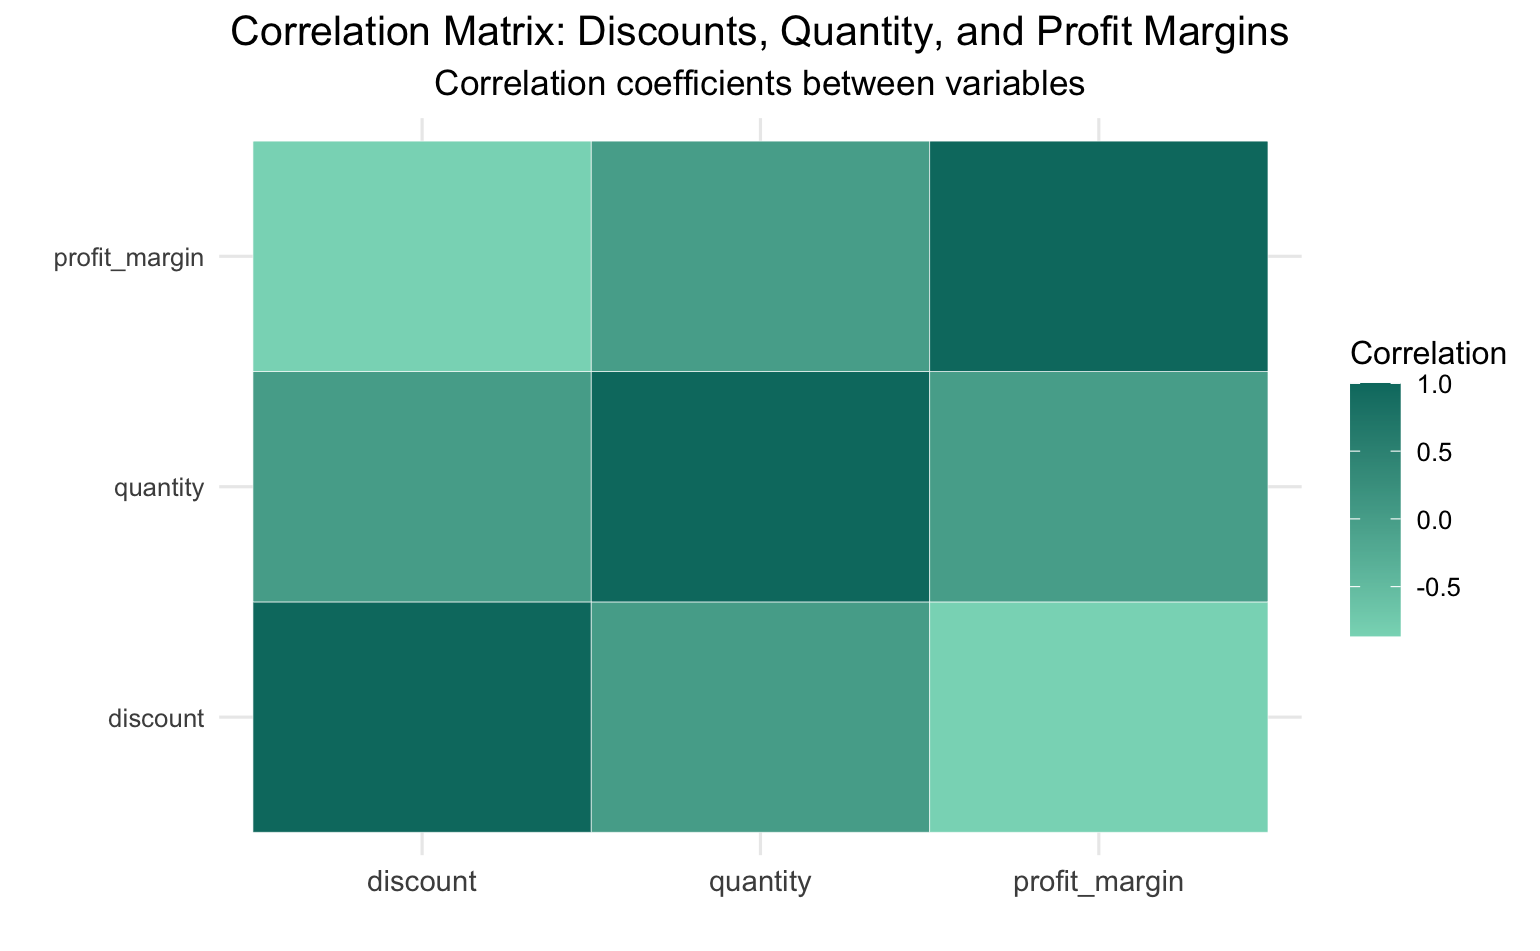 Correlation Matrix: Discounts, Quantity, and Profit Margins
Correlation coefficients between variables
profit_margin
quantity
discount
discount
quantity
profit_margin
Correlation
1.0
0.5
0.0
-0.5